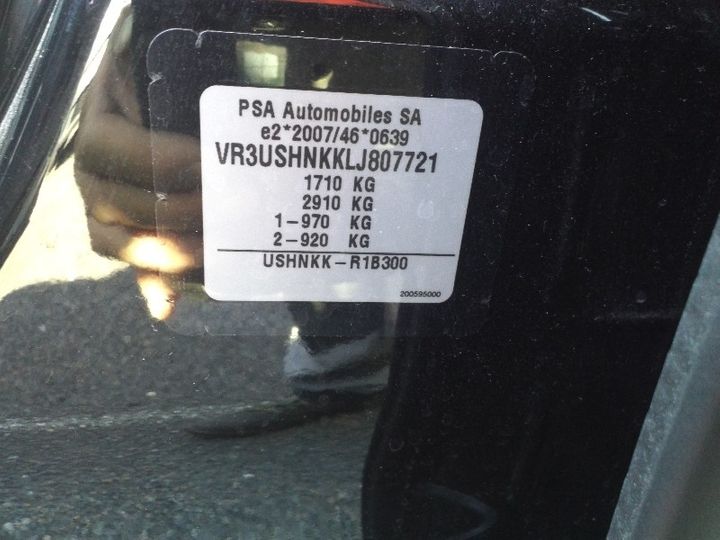 PSA Automobiles SA
e2*2007/46*0639
VR3USHNKKLJ807721
1710 KG
2910 KG
1-970 KG
2-920 KG
USHNKK-R1B300
200595000